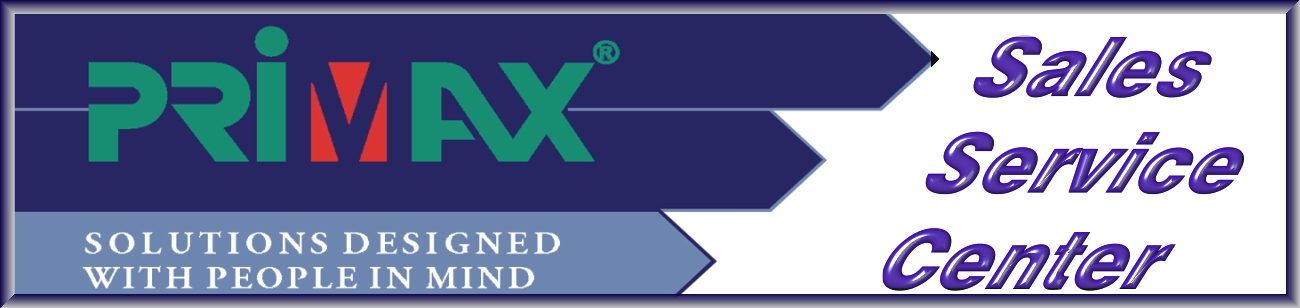 PRiMAX®
SOLUTIONS DESIGNED
WITH PEOPLE IN MIND
Sales
Service
Center